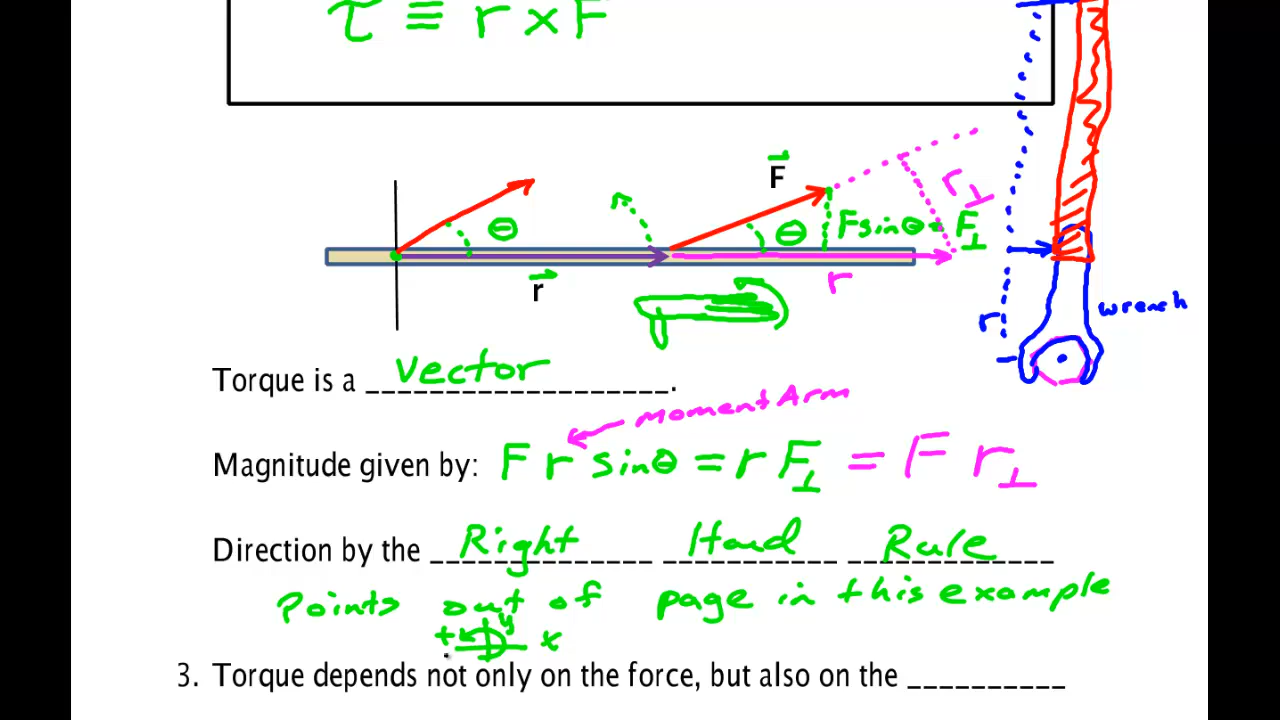 τ ≡ r x F
F
r⊥
θ
θ
F sinθ = F⊥
r
r
r
wrench
Torque is a vector.
moment Arm
Magnitude given by: F r sinθ = r F⊥ = F r⊥
Direction by the Right Hand Rule
Points out of page in this example
+ y x
3. Torque depends not only on the force, but also on the __________